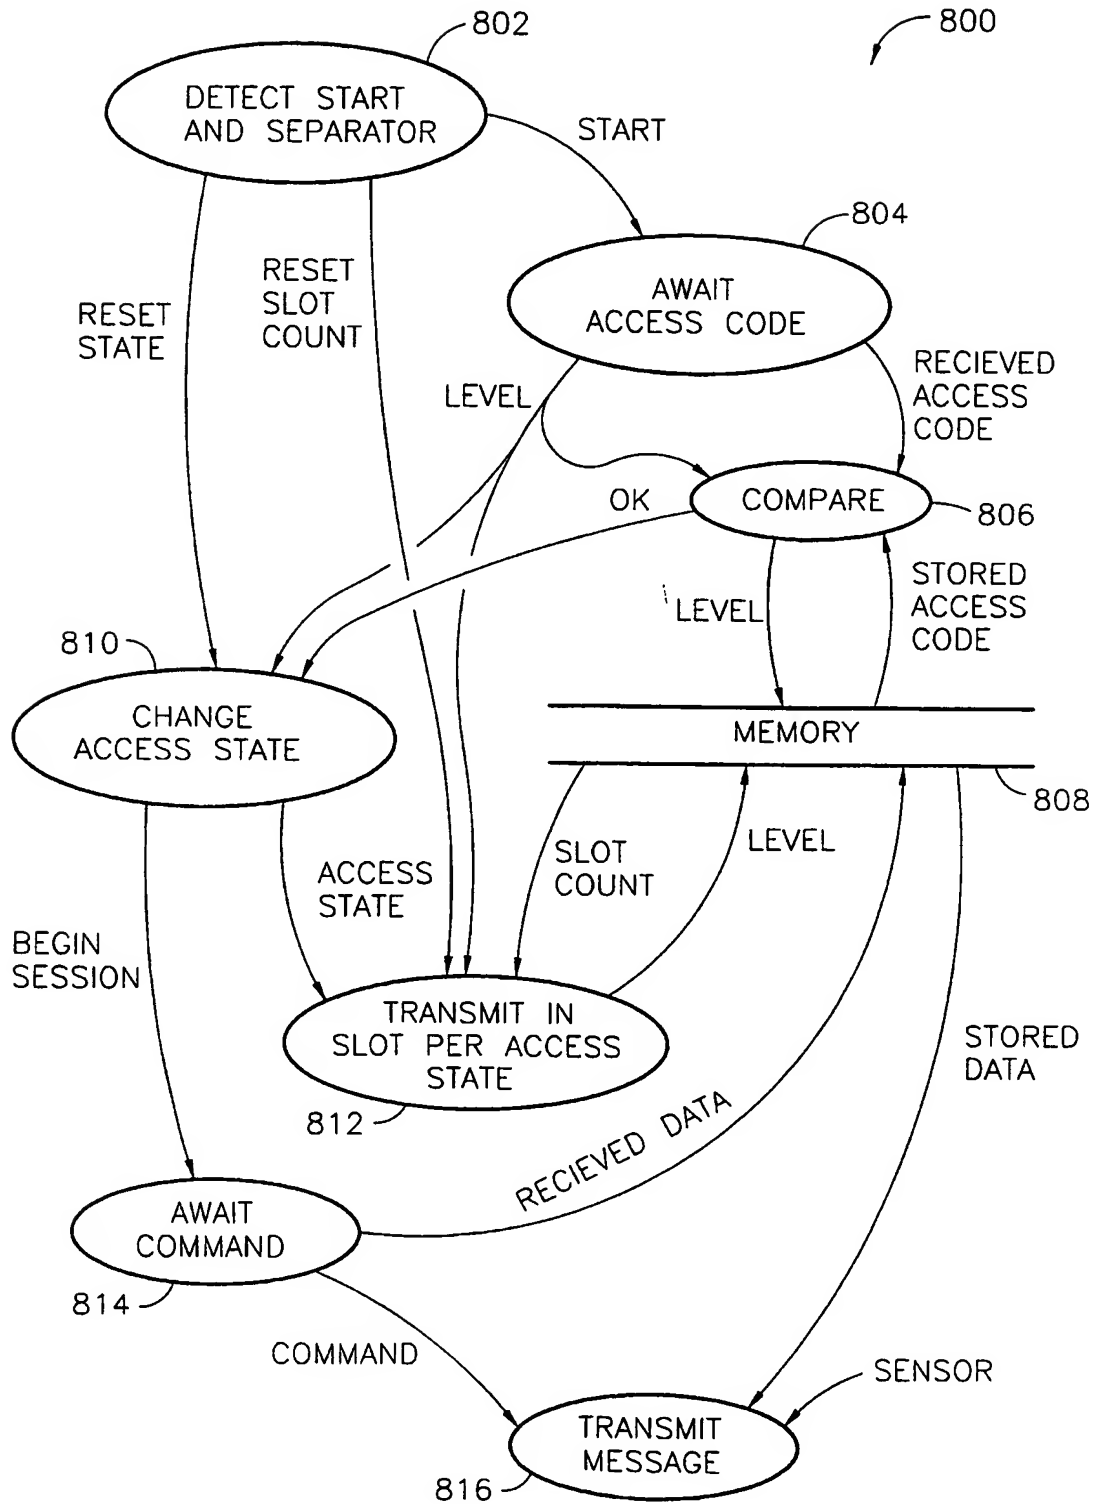 802
800
DETECT START
AND SEPARATOR
START
804
RESET
SLOT
COUNT
AWAIT
ACCESS CODE
RESET
STATE
RECIEVED
ACCESS
CODE
LEVEL
OK
COMPARE
806
STORED
ACCESS
CODE
LEVEL
810
CHANGE
ACCESS STATE
MEMORY
808
SLOT
COUNT
LEVEL
ACCESS
STATE
BEGIN
SESSION
TRANSMIT IN
SLOT PER ACCESS
STATE
812
STORED
DATA
RECIEVED DATA
AWAIT
COMMAND
814
COMMAND
SENSOR
TRANSMIT
MESSAGE
816